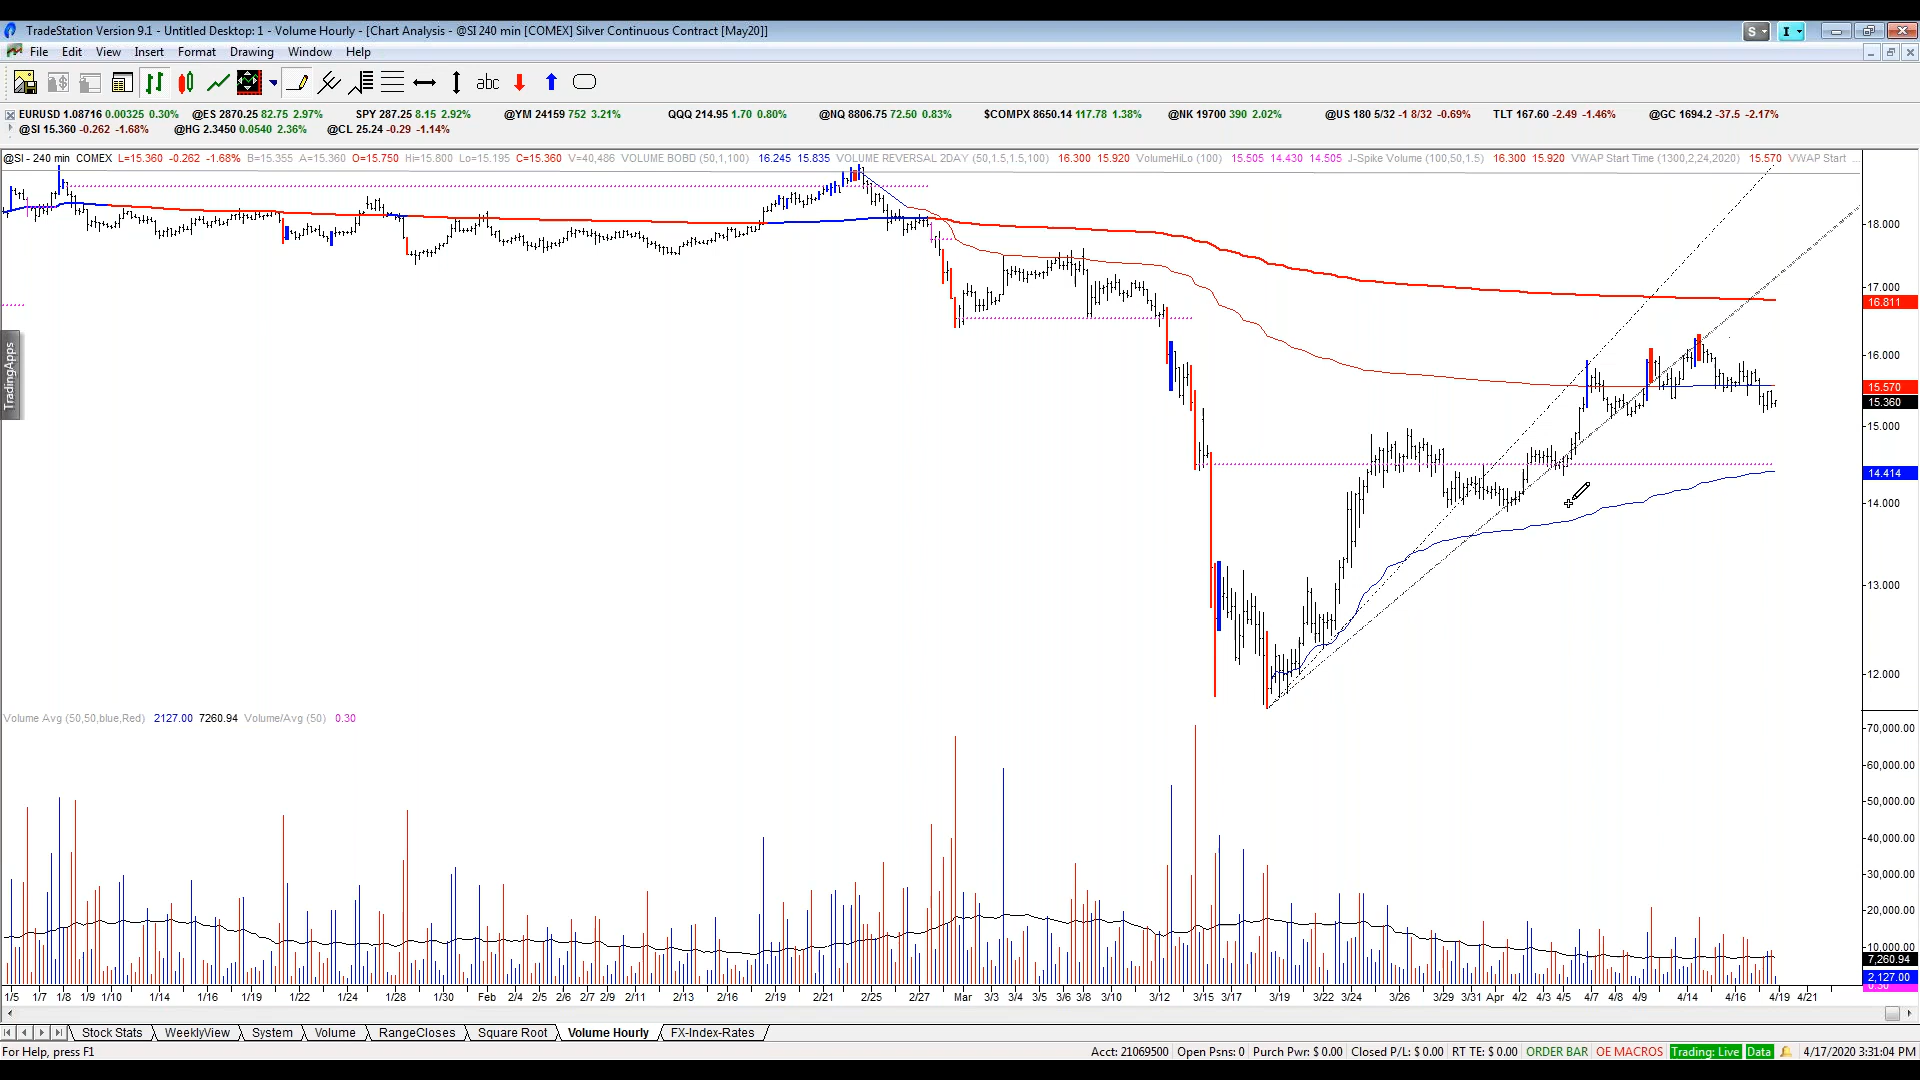 TradeStation Version 9.1 - Untitled Desktop: 1 - Volume Hourly - [Chart Analysis - @SI 240 min [COMEX] Silver Continuous Contract [May20]]
S
I
File Edit View Insert Format Drawing Window Help
abc
EURUSD 1.08716 0.00325 0.30% @ES 2870.25 82.75 2.97% SPY 287.25 8.15 2.92% @YM 24159 752 3.21% QQQ 214.95 1.70 0.80% @NQ 8806.75 72.50 0.83% $COMPX 8650.14 117.78 1.38% @NK 19700 390 2.02% @US 180 5/32 -1 8/32 -0.69% TLT 167.60 -2.49 -1.46% @GC 1694.2 -37.5 -2.17%
@SI 15.360 -0.262 -1.68% @HG 2.3450 0.0540 2.36% @CL 25.24 -0.29 -1.14%
@SI - 240 min COMEX L=15.360 -0.262 -1.68% B=15.355 A=15.360 O=15.750 Hi=15.800 Lo=15.195 C=15.360 V=40,486 VOLUME BOBD (50,1,100) 16.245 15.835 VOLUME REVERSAL 2DAY (50,1.5,1.5,100) 16.300 15.920 VolumeHiLo (100) 15.505 14.430 14.505 J-Spike Volume (100,50,1.5) 16.300 15.920 VWAP Start Time (1300,2,24,2020) 15.570 VWAP Start ...
18.000
17.000
16.811
16.000
15.570
15.360
15.000
14.414
14.000
13.000
12.000
TradingApps
Volume Avg (50,50,blue,Red) 2127.00 7260.94 Volume/Avg (50) 0.30
70,000.00
60,000.00
50,000.00
40,000.00
30,000.00
20,000.00
10,000.00
7,260.94
2,127.00
0.30
1/5 1/7 1/8 1/9 1/10 1/14 1/16 1/19 1/22 1/24 1/28 1/30 Feb 2/4 2/5 2/6 2/7 2/9 2/11 2/13 2/16 2/19 2/21 2/25 2/27 Mar 3/3 3/4 3/5 3/6 3/8 3/10 3/12 3/15 3/17 3/19 3/22 3/24 3/26 3/29 3/31 Apr 4/2 4/3 4/5 4/7 4/8 4/9 4/14 4/16 4/19 4/21
Stock Stats WeeklyView System Volume RangeCloses Square Root Volume Hourly FX-Index-Rates
For Help, press F1 Acct: 21069500 Open Psns: 0 Purch Pwr: $ 0.00 Closed P/L: $ 0.00 RT TE: $ 0.00 ORDER BAR OE MACROS Trading: Live Data 4/17/2020 3:31:04 PM